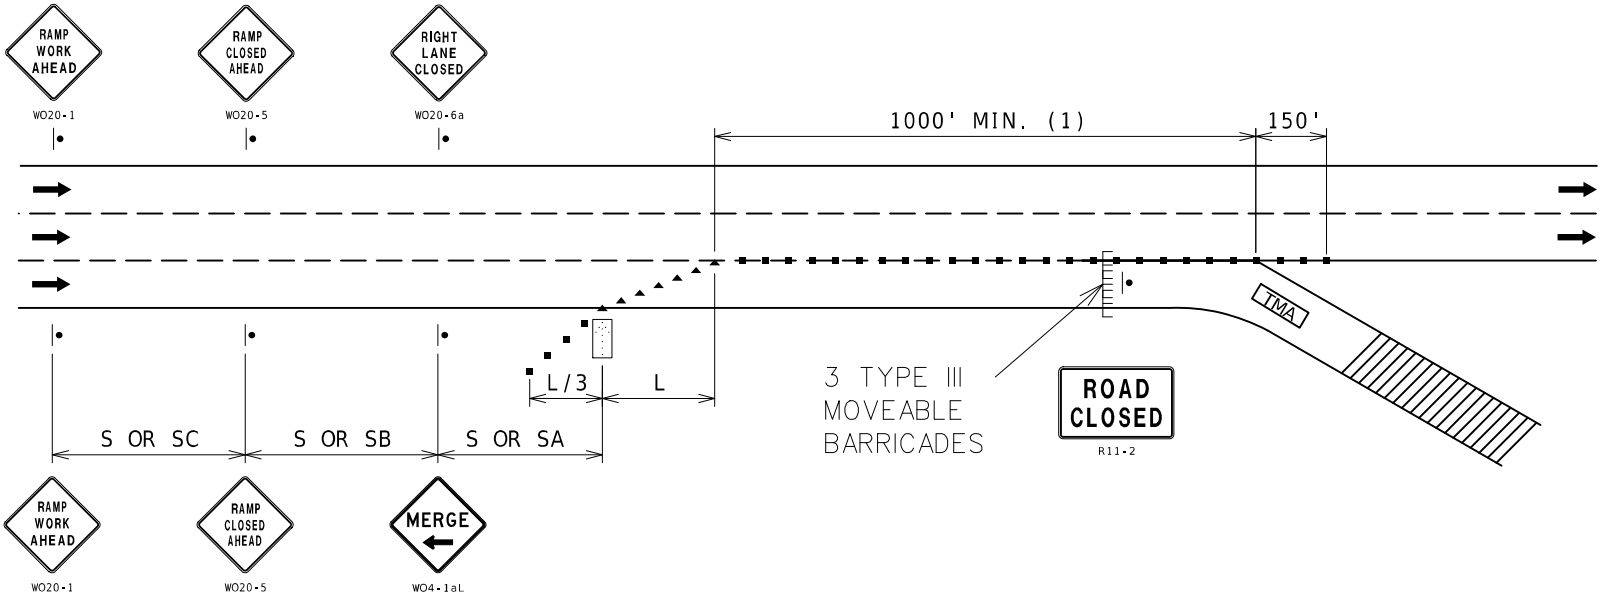 RAMP
WORK
AHEAD
WO20-1
RAMP
CLOSED
AHEAD
WO20-5
RIGHT
LANE
CLOSED
WO20-6a
1000' MIN. (1)
150'
TMA
L/3
L
S OR SC
S OR SB
S OR SA
3 TYPE III
MOVEABLE
BARRICADES
ROAD
CLOSED
R11-2
RAMP
WORK
AHEAD
WO20-1
RAMP
CLOSED
AHEAD
WO20-5
MERGE
WO4-1aL